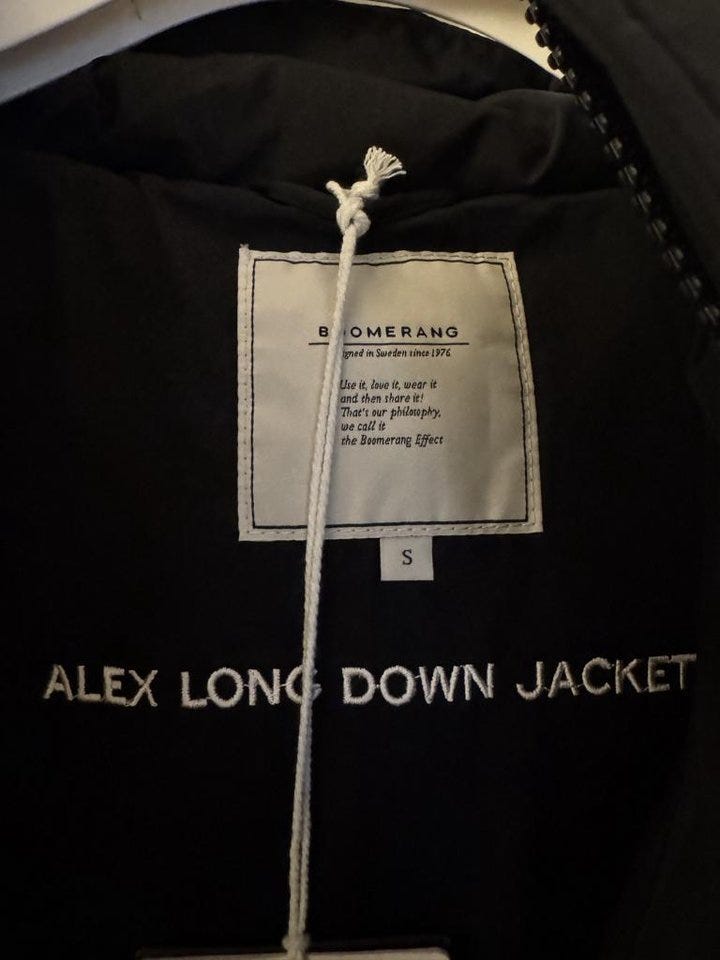 BOOMERANG
igned in Sweden since 1976
Use it, love it, wear it
and then share it!
That's our philosophy,
we call it
the Boomerang Effect
S
ALEX LONG DOWN JACKET